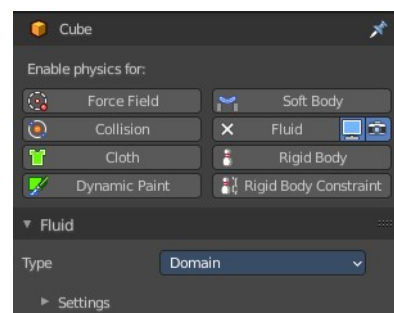 Cube
Enable physics for:
Force Field Soft Body
Collision Fluid
Cloth Rigid Body
Dynamic Paint Rigid Body Constraint
Fluid
Type Domain
Settings